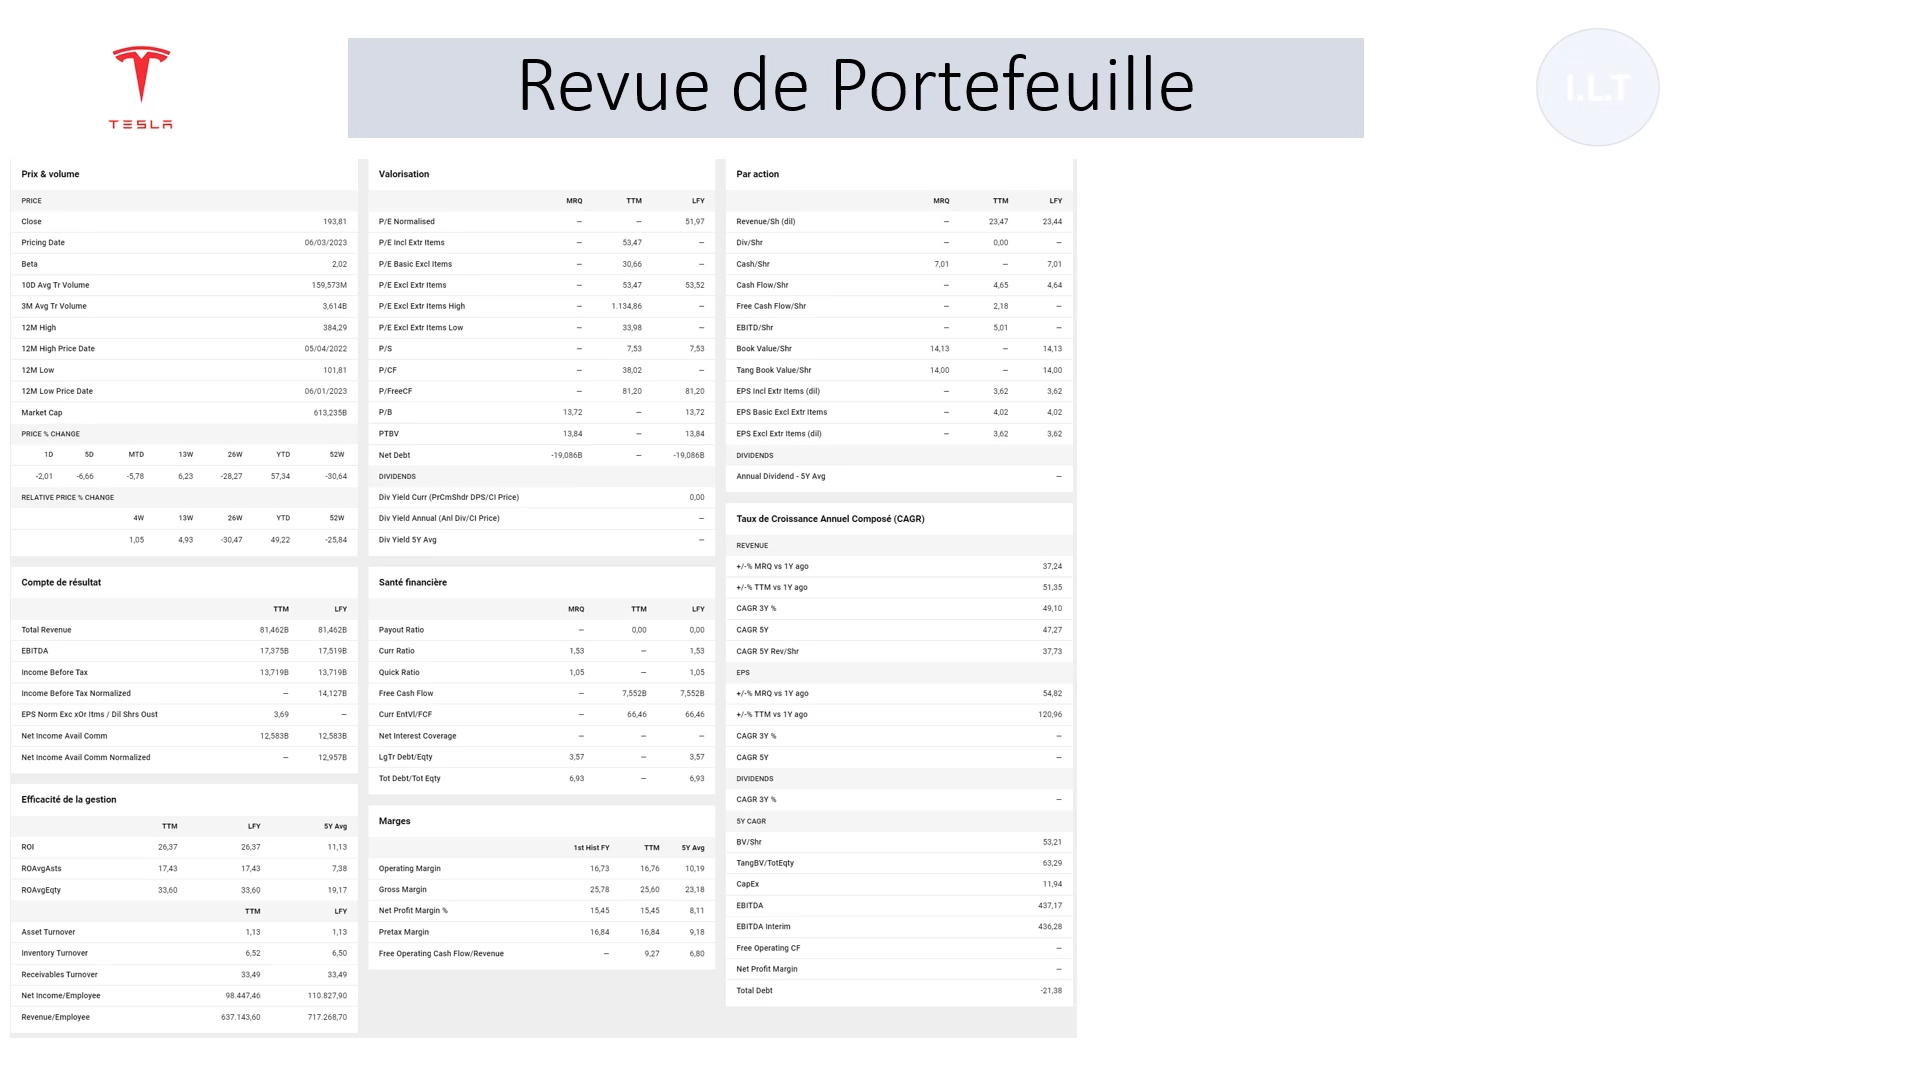 TESLA
Revue de Portefeuille
I.L.T
Prix & volume
PRICE
Close 193,81
Pricing Date 06/03/2023
Beta 2,02
10D Avg Tr Volume 159,573M
3M Avg Tr Volume 3,614B
12M High 384,29
12M High Price Date 05/04/2022
12M Low 101,81
12M Low Price Date 06/01/2023
Market Cap 613,235B
PRICE % CHANGE
1D 5D MTD 13W 26W YTD 52W
-2,01 -6,66 -5,78 6,23 -28,27 57,34 -30,64
RELATIVE PRICE % CHANGE
4W 13W 26W YTD 52W
1,05 4,93 -30,47 49,22 -25,84
Compte de résultat
TTM LFY
Total Revenue 81,462B 81,462B
EBITDA 17,375B 17,519B
Income Before Tax 13,719B 13,719B
Income Before Tax Normalized – 14,127B
EPS Norm Exc xOr Itms / Dil Shrs Oust 3,69 –
Net Income Avail Comm 12,583B 12,583B
Net Income Avail Comm Normalized – 12,957B
Efficacité de la gestion
TTM LFY 5Y Avg
ROI 26,37 26,37 11,13
ROAvgAsts 17,43 17,43 7,38
ROAvgEqty 33,60 33,60 19,17
TTM LFY
Asset Turnover 1,13 1,13
Inventory Turnover 6,52 6,50
Receivables Turnover 33,49 33,49
Net Income/Employee 98.447,46 110.827,90
Revenue/Employee 637.143,60 717.268,70
Valorisation
MRQ TTM LFY
P/E Normalised – – 51,97
P/E Incl Extr Items – 53,47 –
P/E Basic Excl Items – 30,66 –
P/E Excl Extr Items – 53,47 53,52
P/E Excl Extr Items High – 1.134,86 –
P/E Excl Extr Items Low – 33,98 –
P/S – 7,53 7,53
P/CF – 38,02 –
P/FreeCF – 81,20 81,20
P/B 13,72 – 13,72
PTBV 13,84 – 13,84
Net Debt -19,086B – -19,086B
DIVIDENDS
Div Yield Curr (PrCmShdr DPS/Cl Price) 0,00
Div Yield Annual (Anl Div/Cl Price) –
Div Yield 5Y Avg –
Santé financière
MRQ TTM LFY
Payout Ratio – 0,00 0,00
Curr Ratio 1,53 – 1,53
Quick Ratio 1,05 – 1,05
Free Cash Flow – 7,552B 7,552B
Curr EntVl/FCF – 66,46 66,46
Net Interest Coverage – – –
LgTr Debt/Eqty 3,57 – 3,57
Tot Debt/Tot Eqty 6,93 – 6,93
Marges
1st Hist FY TTM 5Y Avg
Operating Margin 16,73 16,76 10,19
Gross Margin 25,78 25,60 23,18
Net Profit Margin % 15,45 15,45 8,11
Pretax Margin 16,84 16,84 9,18
Free Operating Cash Flow/Revenue – 9,27 6,80
Par action
MRQ TTM LFY
Revenue/Sh (dil) – 23,47 23,44
Div/Shr – 0,00 –
Cash/Shr 7,01 – 7,01
Cash Flow/Shr – 4,65 4,64
Free Cash Flow/Shr – 2,18 –
EBITD/Shr – 5,01 –
Book Value/Shr 14,13 – 14,13
Tang Book Value/Shr 14,00 – 14,00
EPS Incl Extr Items (dil) – 3,62 3,62
EPS Basic Excl Extr Items – 4,02 4,02
EPS Excl Extr Items (dil) – 3,62 3,62
DIVIDENDS
Annual Dividend - 5Y Avg –
Taux de Croissance Annuel Composé (CAGR)
REVENUE
+/-% MRQ vs 1Y ago 37,24
+/-% TTM vs 1Y ago 51,35
CAGR 3Y % 49,10
CAGR 5Y 47,27
CAGR 5Y Rev/Shr 37,73
EPS
+/-% MRQ vs 1Y ago 54,82
+/-% TTM vs 1Y ago 120,96
CAGR 3Y % –
CAGR 5Y –
DIVIDENDS
CAGR 3Y % –
5Y CAGR
BV/Shr 53,21
TangBV/TotEqty 63,29
CapEx 11,94
EBITDA 437,17
EBITDA Interim 436,28
Free Operating CF –
Net Profit Margin –
Total Debt -21,38